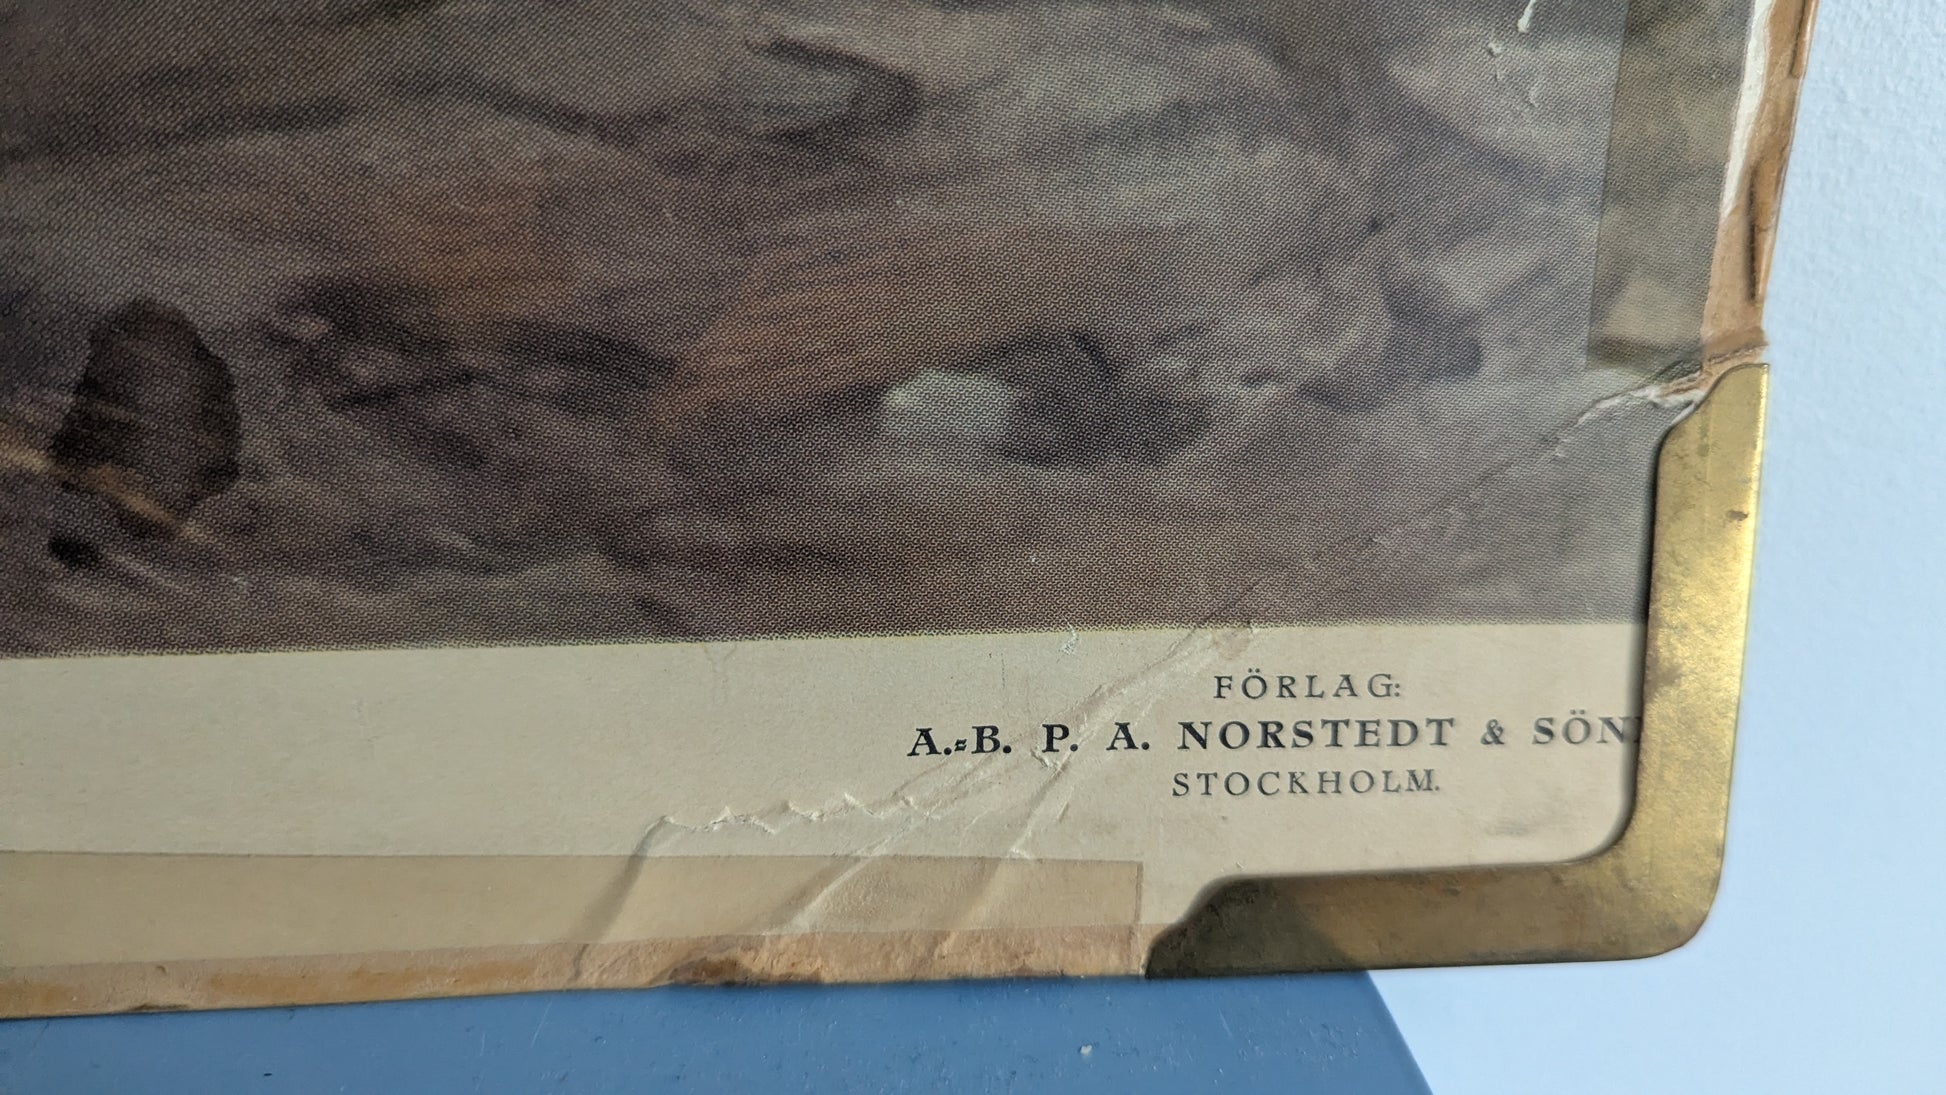 FÖRLAG:
A.=B. P. A. NORSTEDT & SÖN
STOCKHOLM.